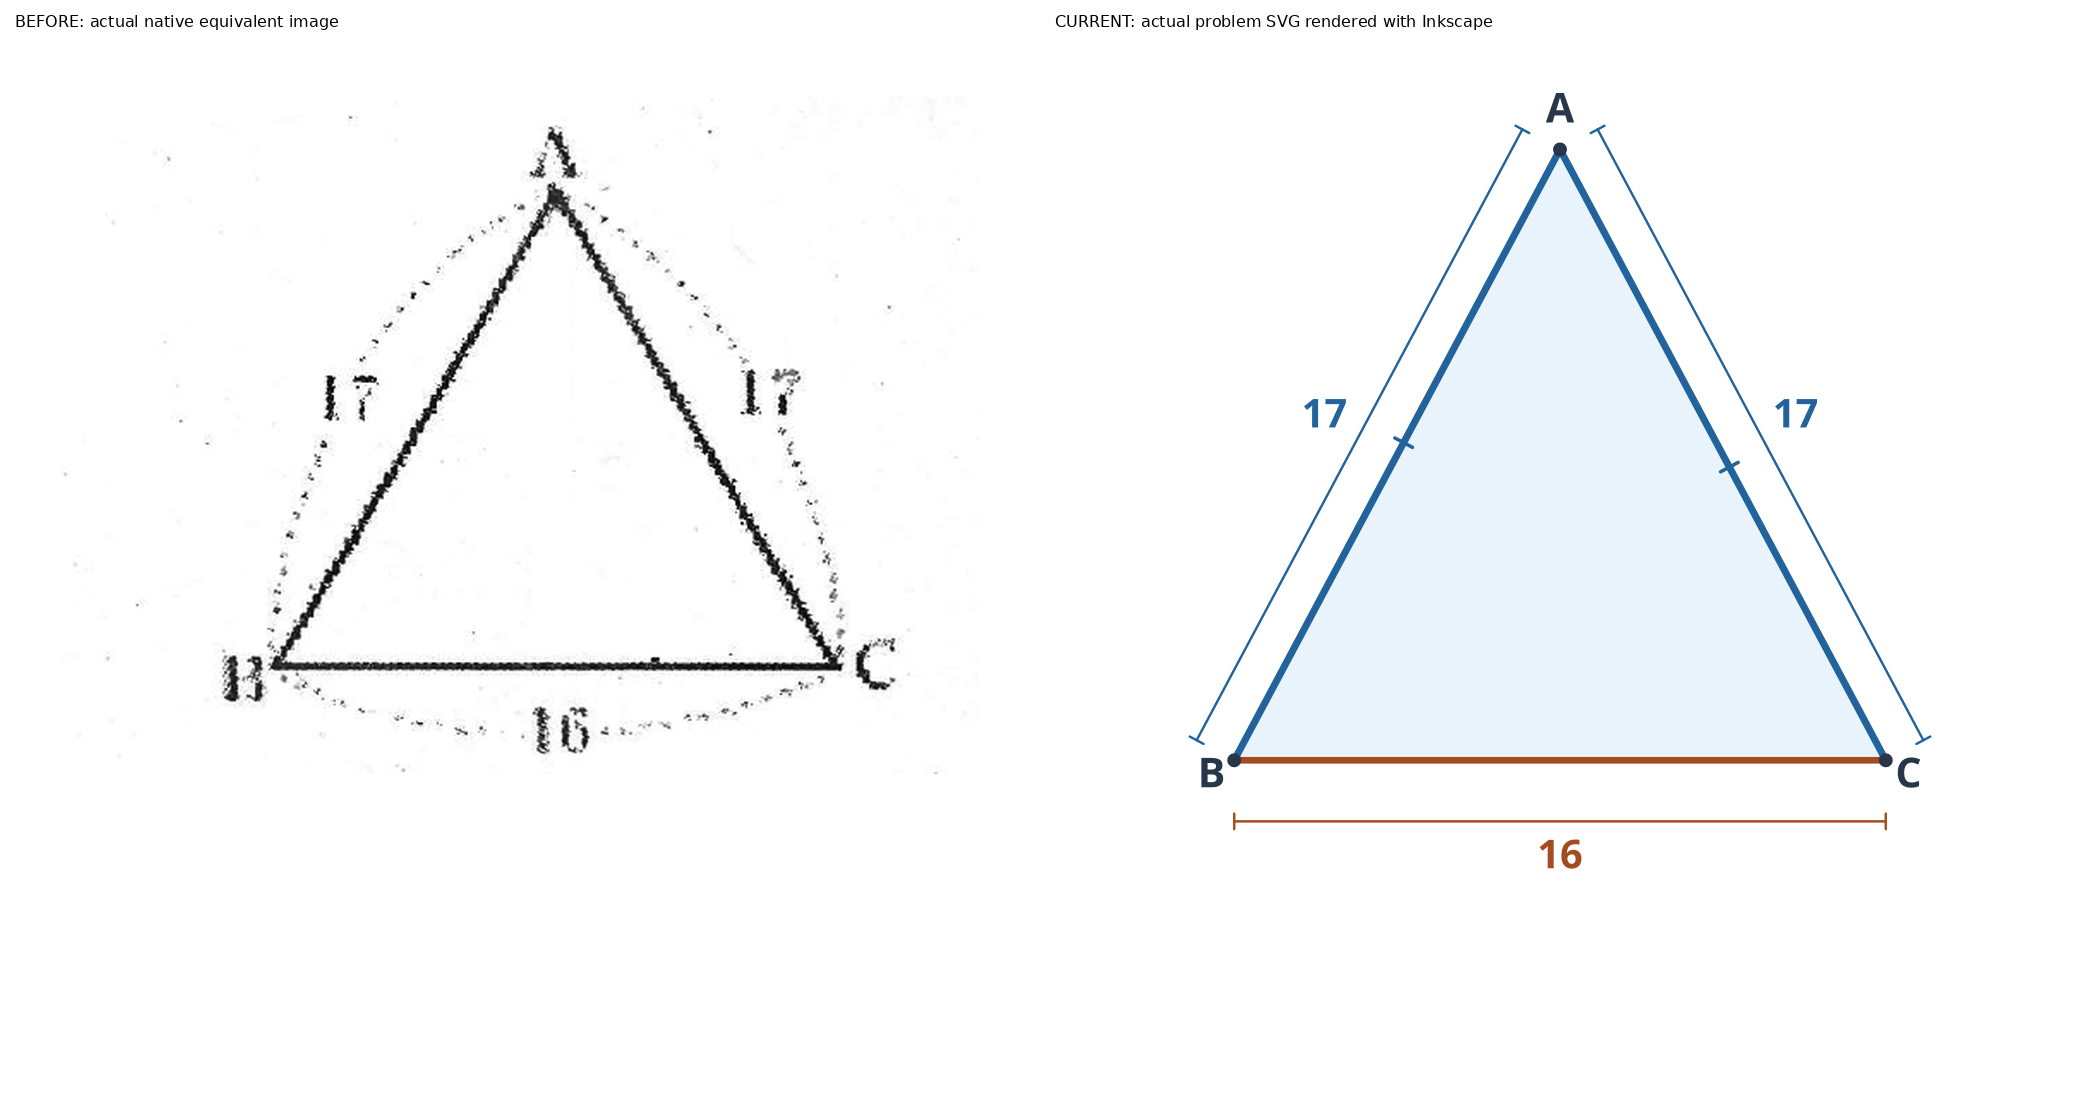 BEFORE: actual native equivalent image
CURRENT: actual problem SVG rendered with Inkscape
A
17
17
B
C
16
A
17
17
B
C
16